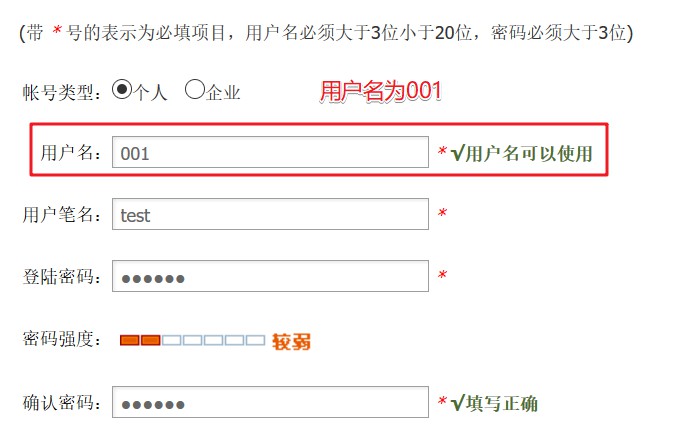 (带 * 号的表示为必填项目，用户名必须大于3位小于20位，密码必须大于3位)
帐号类型： 个人 企业 用户名为001
用户名： 001 * √用户名可以使用
用户笔名： test *
登陆密码： ●●●●●● *
密码强度： 较弱
确认密码： ●●●●●● * √填写正确